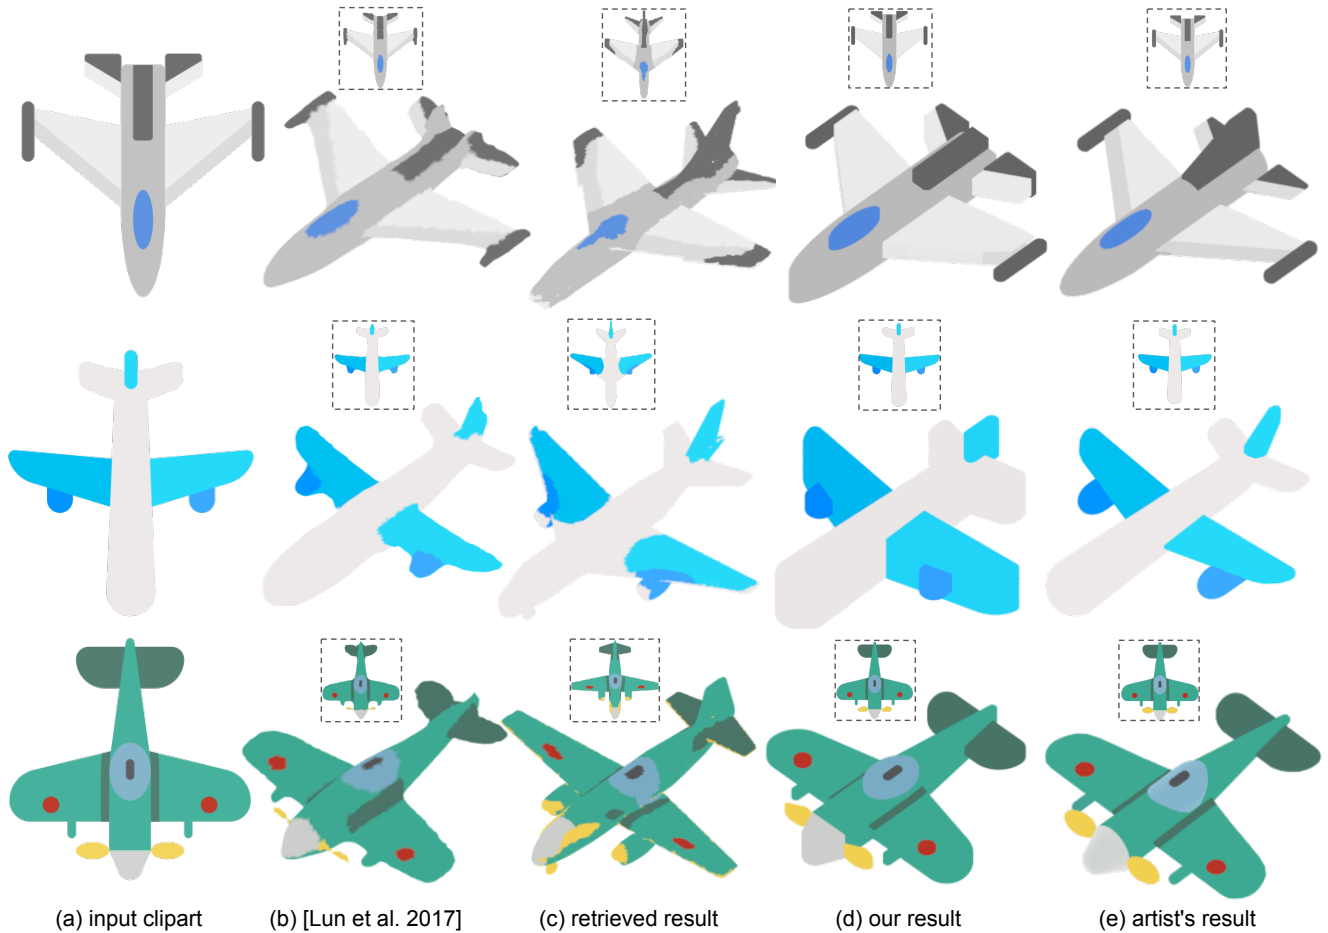 (a) input clipart (b) [Lun et al. 2017] (c) retrieved result (d) our result (e) artist's result